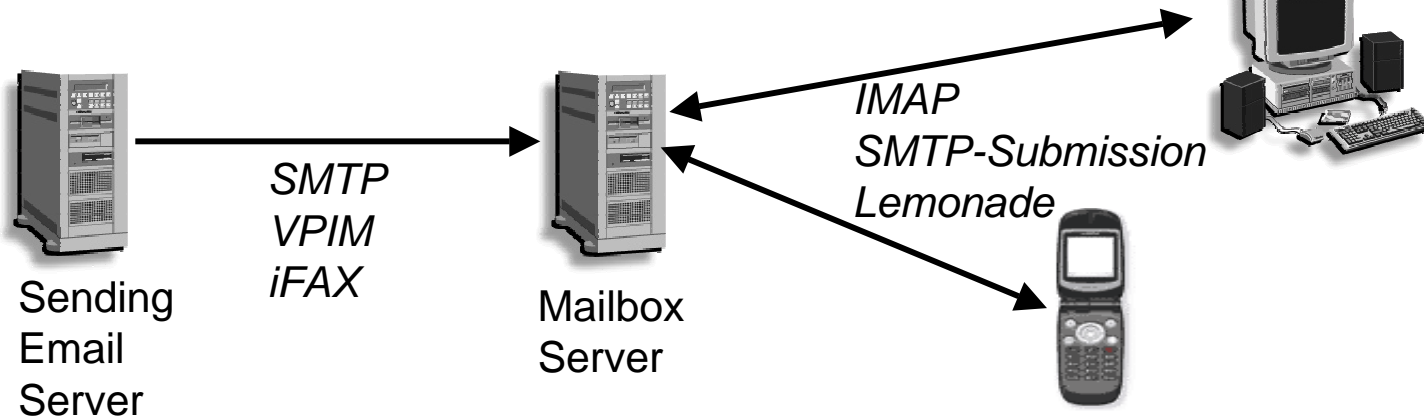 SMTP
VPIM
iFAX
Sending
Email
Server
Mailbox
Server
IMAP
SMTP-Submission
Lemonade